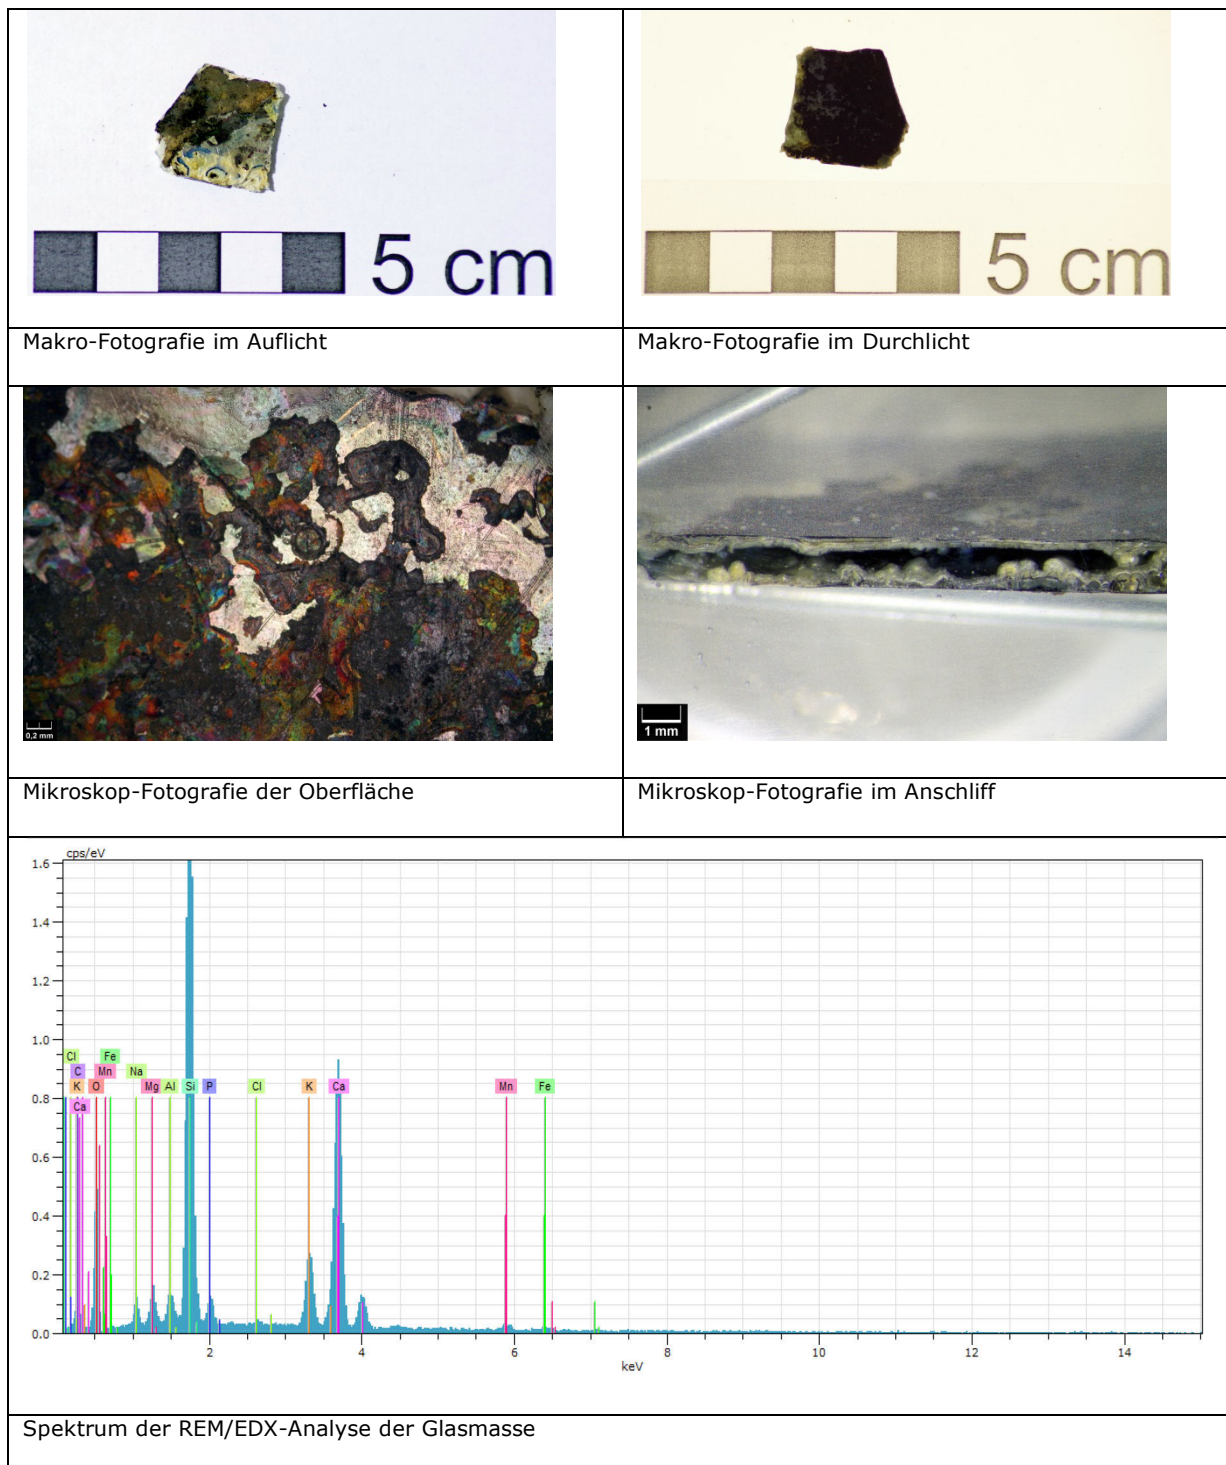 5 cm
5 cm
Makro-Fotografie im Auflicht
Makro-Fotografie im Durchlicht
0,2 mm
1 mm
Mikroskop-Fotografie der Oberfläche
Mikroskop-Fotografie im Anschliff
cps/eV
1.6
1.4
1.2
1.0
Cl Fe
C Mn Na
K O Mg Al Si P Cl K Ca Mn Fe
Ca
0.8
0.6
0.4
0.2
0.0
2 4 6 8 10 12 14
keV
Spektrum der REM/EDX-Analyse der Glasmasse